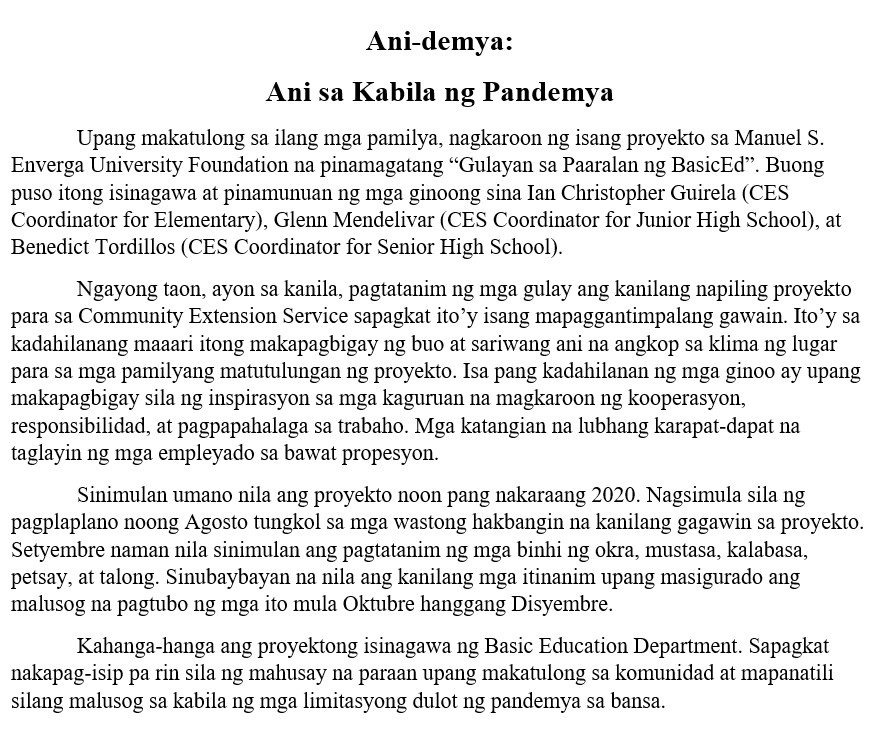 Ani-demya:
Ani sa Kabila ng Pandemya
Upang makatulong sa ilang mga pamilya, nagkaroon ng isang proyekto sa Manuel S.
Enverga University Foundation na pinamagatang “Gulayan sa Paaralan ng BasicEd”. Buong
puso itong isinagawa at pinamunuan ng mga ginoong sina Ian Christopher Guirela (CES
Coordinator for Elementary), Glenn Mendelivar (CES Coordinator for Junior High School), at
Benedict Tordillos (CES Coordinator for Senior High School).
Ngayong taon, ayon sa kanila, pagtatanim ng mga gulay ang kanilang napiling proyekto
para sa Community Extension Service sapagkat ito’y isang mapaggantimpalang gawain. Ito’y sa
kadahilanang maaari itong makapagbigay ng buo at sariwang ani na angkop sa klima ng lugar
para sa mga pamilyang matutulungan ng proyekto. Isa pang kadahilanan ng mga ginoo ay upang
makapagbigay sila ng inspirasyon sa mga kaguruan na magkaroon ng kooperasyon,
responsibilidad, at pagpapahalaga sa trabaho. Mga katangian na lubhang karapat-dapat na
taglayin ng mga empleyado sa bawat propesyon.
Sinimulan umano nila ang proyekto noon pang nakaraang 2020. Nagsimula sila ng
pagplaplano noong Agosto tungkol sa mga wastong hakbangin na kanilang gagawin sa proyekto.
Setyembre naman nila sinimulan ang pagtatanim ng mga binhi ng okra, mustasa, kalabasa,
petsay, at talong. Sinubaybayan na nila ang kanilang mga itinanim upang masigurado ang
malusog na pagtubo ng mga ito mula Oktubre hanggang Disyembre.
Kahanga-hanga ang proyektong isinagawa ng Basic Education Department. Sapagkat
nakapag-isip pa rin sila ng mahusay na paraan upang makatulong sa komunidad at mapanatili
silang malusog sa kabila ng mga limitasyong dulot ng pandemya sa bansa.